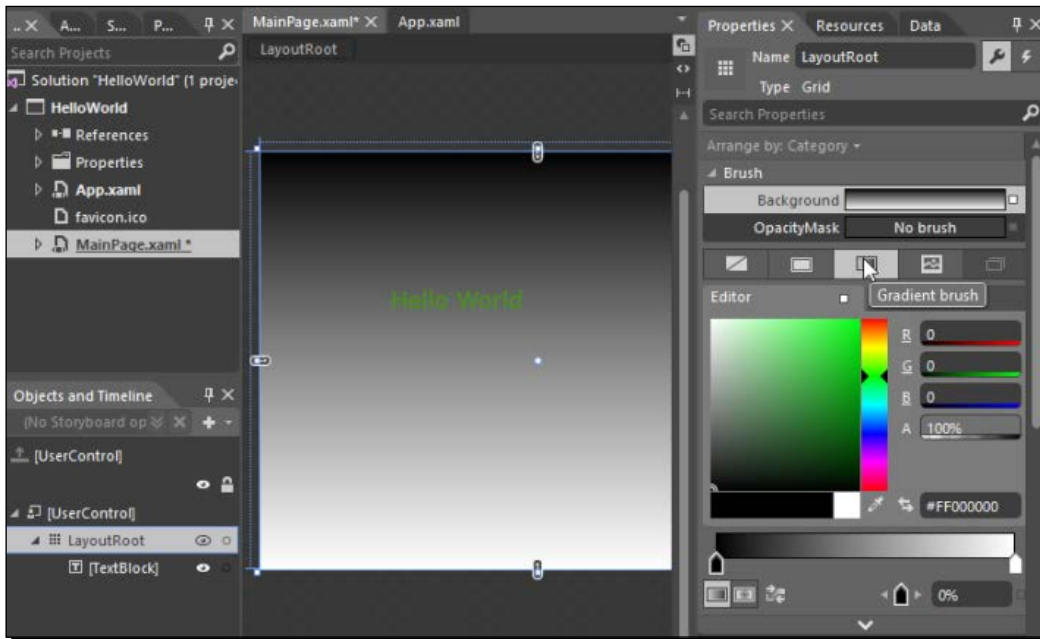 .. X A... S... P...
Search Projects
Solution "HelloWorld" (1 proje
HelloWorld
References
Properties
App.xaml
favicon.ico
MainPage.xaml *
Objects and Timeline
(No Storyboard op
[UserControl]
[UserControl]
LayoutRoot
[TextBlock]
MainPage.xaml* App.xaml
LayoutRoot
Hello World
Properties Resources Data
Name LayoutRoot
Type Grid
Search Properties
Arrange by: Category
Brush
Background
OpacityMask No brush
Editor Gradient brush
R 0
G 0
B 0
A 100%
#FF000000
0%